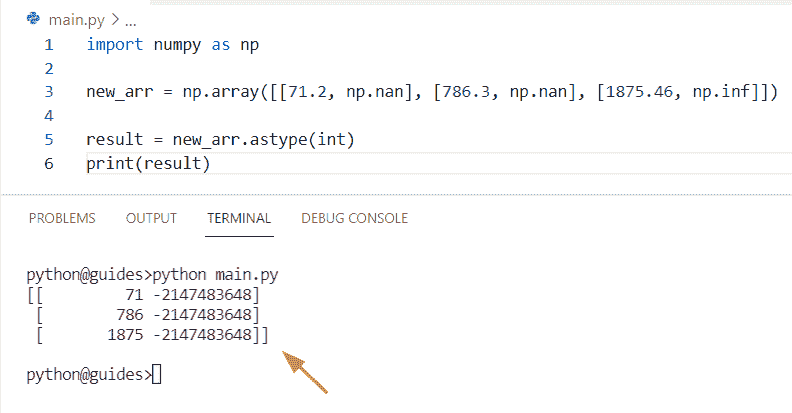 main.py > ...
1 import numpy as np
2
3 new_arr = np.array([[71.2, np.nan], [786.3, np.nan], [1875.46, np.inf]])
4
5 result = new_arr.astype(int)
6 print(result)
PROBLEMS OUTPUT TERMINAL DEBUG CONSOLE
python@guides>python main.py
[[         71 -2147483648]
 [        786 -2147483648]
 [       1875 -2147483648]]
python@guides>